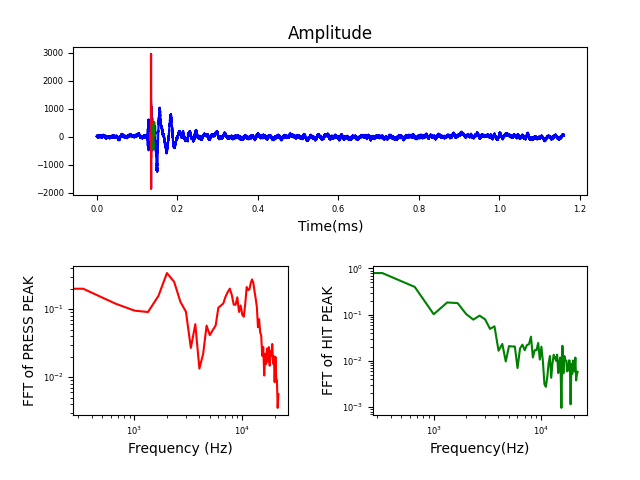 Amplitude
3000
2000
1000
0
−1000
−2000
0.0 0.2 0.4 0.6 0.8 1.0 1.2
Time(ms)
FFT of PRESS PEAK
10⁻¹
10⁻²
10³ 10⁴
Frequency (Hz)
FFT of HIT PEAK
10⁰
10⁻¹
10⁻²
10⁻³
10³ 10⁴
Frequency(Hz)